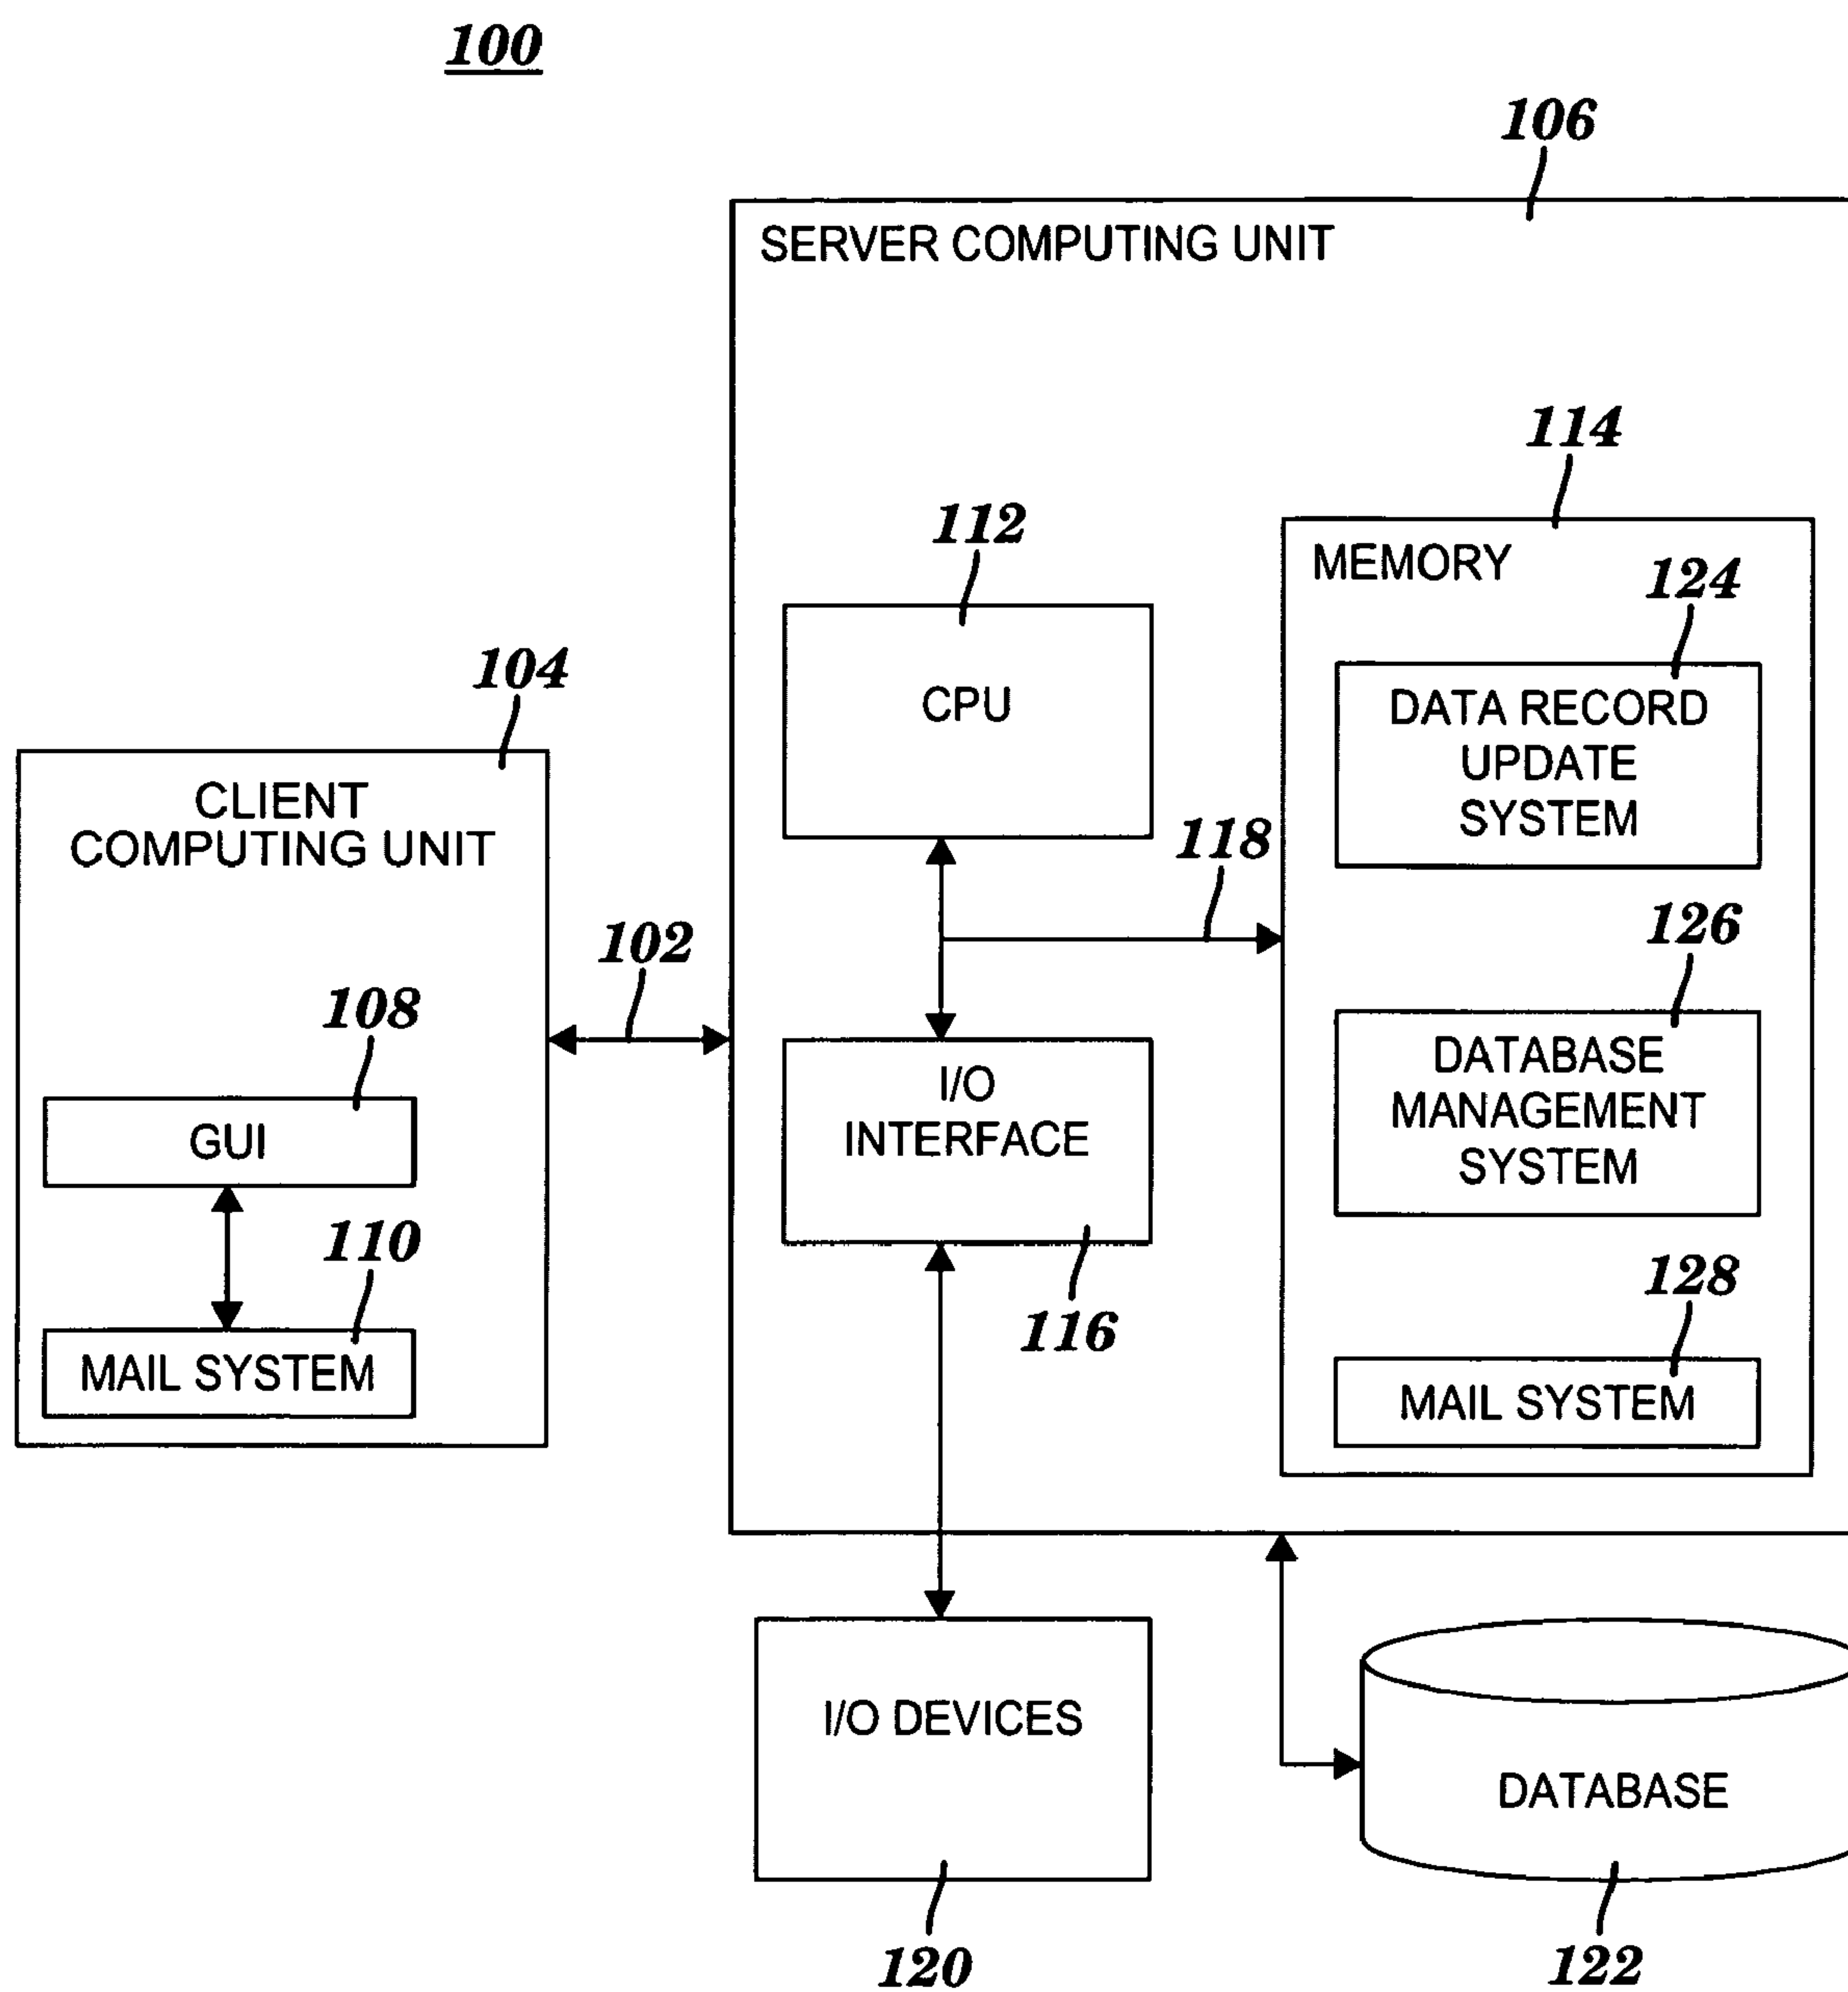 100
106
SERVER COMPUTING UNIT
114
112
MEMORY
124
CPU
DATA RECORD
UPDATE
SYSTEM
104
CLIENT
COMPUTING UNIT
118
102
126
108
GUI
I/O
INTERFACE
DATABASE
MANAGEMENT
SYSTEM
110
MAIL SYSTEM
116
128
MAIL SYSTEM
I/O DEVICES
DATABASE
120
122